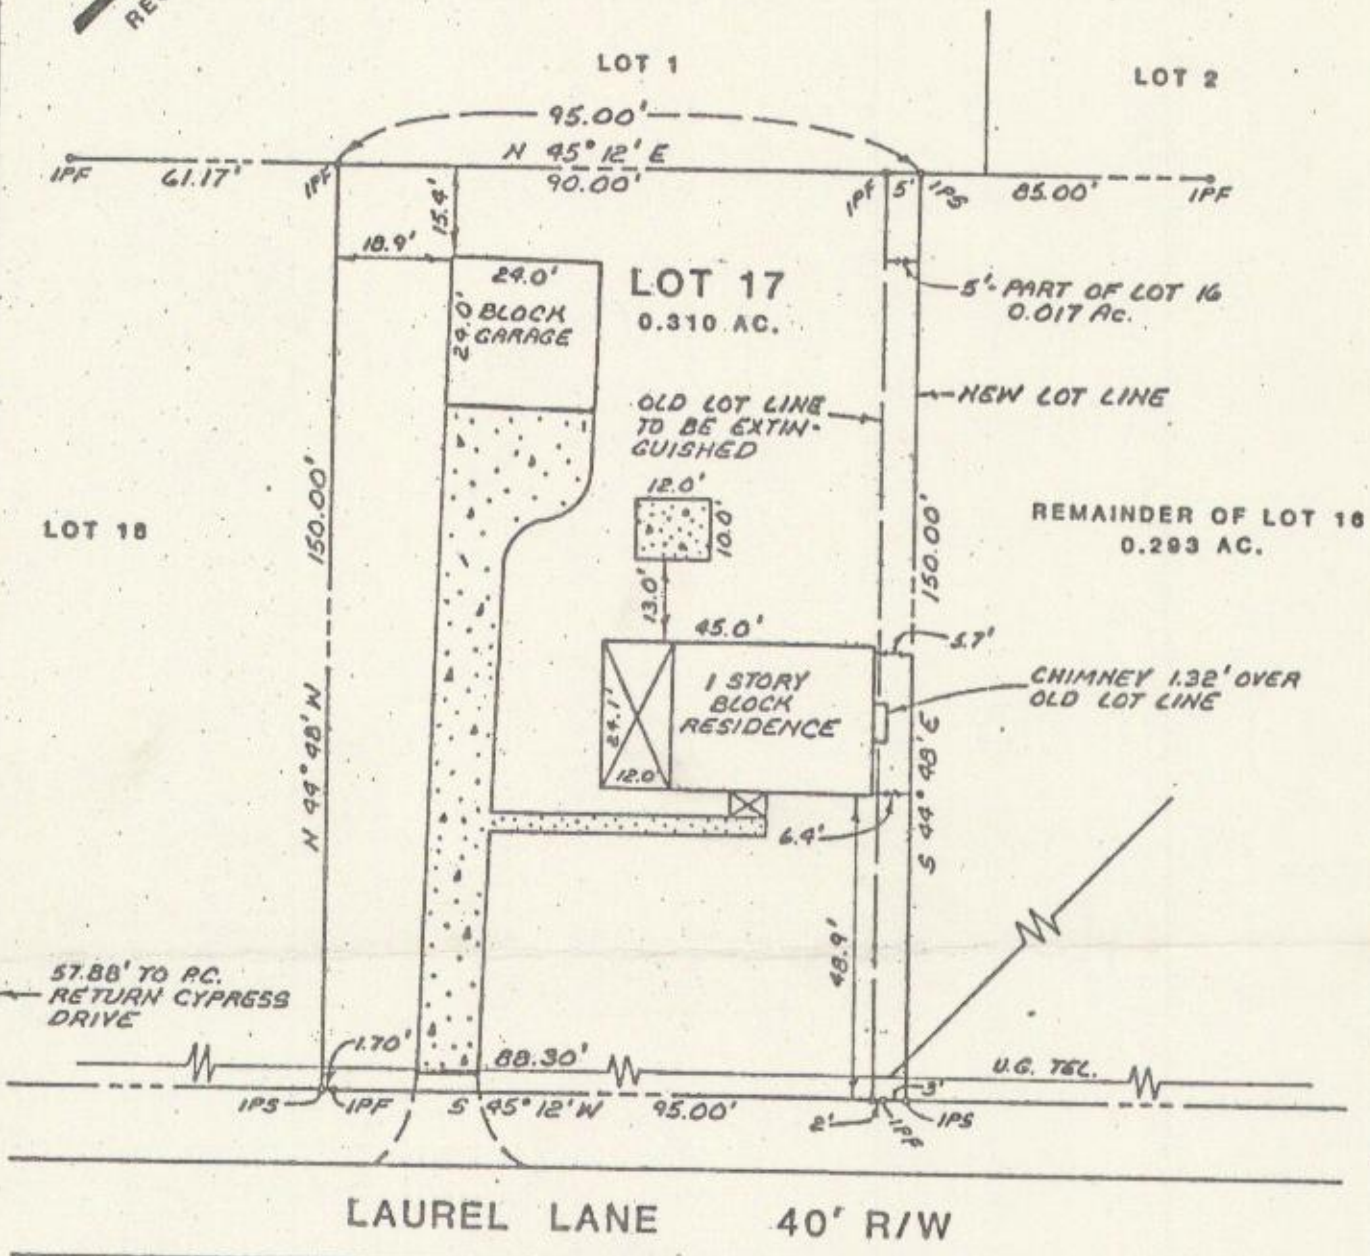 LOT 1
LOT 2
95.00'
N 45° 12' E
90.00'
IPF
61.17'
IPF
IPF
5'
IPS
85.00'
IPF
15.4'
18.9'
24.0'
24.0'
BLOCK
GARAGE
LOT 17
0.310 AC.
5'- PART OF LOT 16
0.017 Ac.
OLD LOT LINE
TO BE EXTIN-
GUISHED
NEW LOT LINE
12.0'
10.0'
13.0'
LOT 18
150.00'
N 44° 48' W
150.00'
S 44° 48' E
REMAINDER OF LOT 16
0.293 AC.
45.0'
5.7'
1 STORY
BLOCK
RESIDENCE
24.1'
12.0'
CHIMNEY 1.32' OVER
OLD LOT LINE
6.4'
48.9'
57.88' TO P.C.
RETURN CYPRESS
DRIVE
1.70'
88.30'
U.G. TEL.
IPS
IPF
S 45° 12' W
95.00'
2'
IPF
3'
IPS
LAUREL LANE 40' R/W